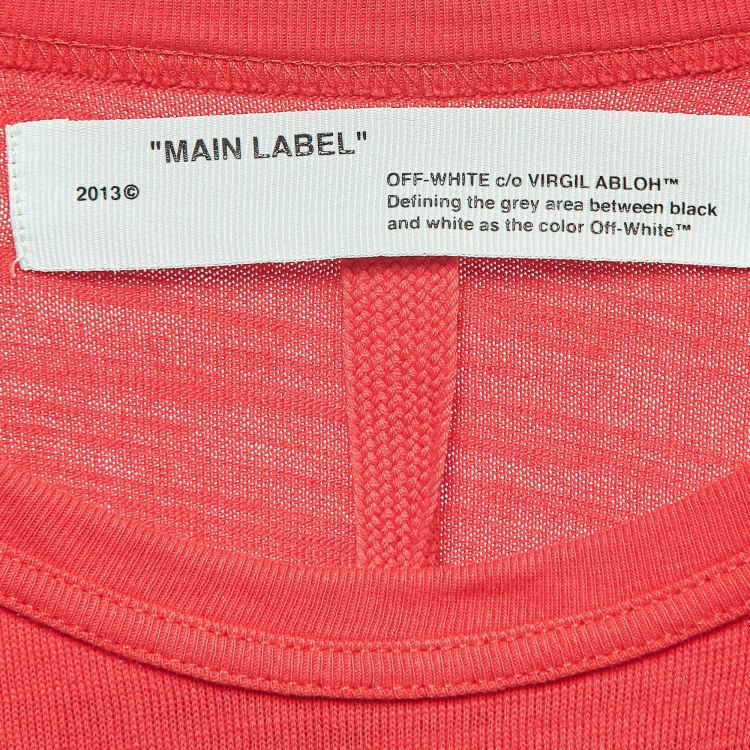 "MAIN LABEL"
2013©
OFF-WHITE c/o VIRGIL ABLOH™
Defining the grey area between black
and white as the color Off-White™